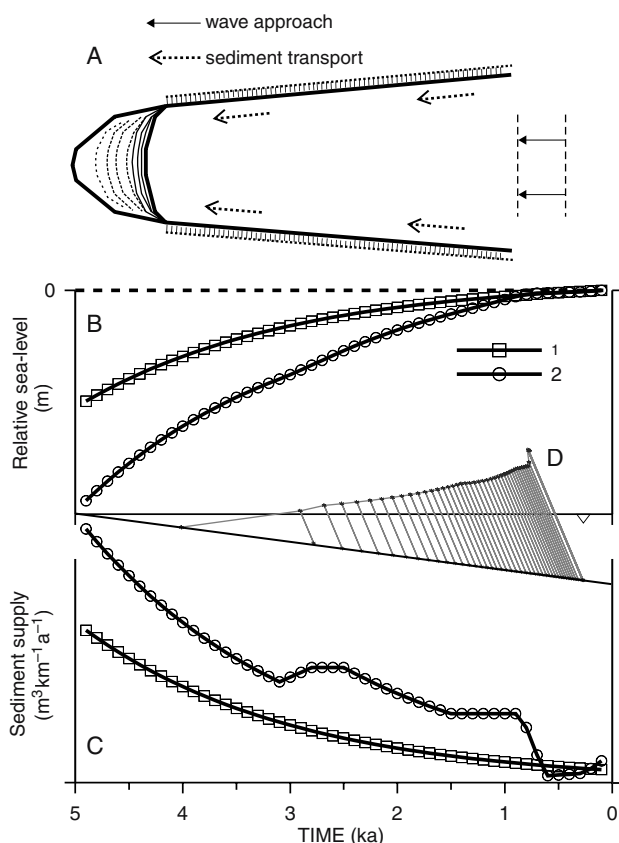 wave approach
A
sediment transport
0
B
Relative sea-level
(m)
1
2
D
Sediment supply
(m³km⁻¹a⁻¹)
C
5 4 3 2 1 0
TIME (ka)